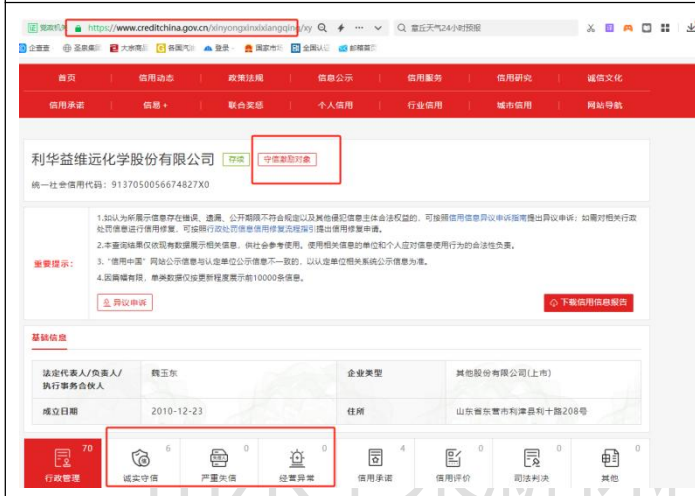 https://www.creditchina.gov.cn/xinyongxinxixiangqing/xy
章丘天气24小时预报
企查查
登录
首页 信用动态 政策法规 信息公示 信用服务 信用研究 诚信文化
信用承诺 信易+ 联合奖惩 个人信用 行业信用 城市信用 网站导航
利华益维远化学股份有限公司 存续 守信激励对象
统一社会信用代码：9137050056674827X0
1.如认为所展示信息存在错误、遗漏、公开期限不符合规定以及其他侵犯信息主体合法权益的，可按照信用信息异议申诉指南提出异议申诉；如需对相关行政
处罚信息进行信用修复，可按照行政处罚信息信用修复流程指引提出信用修复申请。
2.本查询结果仅依现有数据展示相关信息，供社会参考使用。使用相关信息的单位和个人应对信息使用行为的合法性负责。
重要提示：
3、“信用中国”网站公示信息与认定单位公示信息不一致的，以认定单位相关系统公示信息为准。
4.因篇幅有限，单类数据仅按更新程度展示前10000条信息。
异议申诉 下载信用信息报告
基础信息
法定代表人/负责人/执行事务合伙人 魏玉东 企业类型 其他股份有限公司(上市)
成立日期 2010-12-23 住所 山东省东营市利津县利十路208号
70 6 0 0 4 0 0 0
行政管理 诚实守信 严重失信 经营异常 信用承诺 信用评价 司法判决 其他